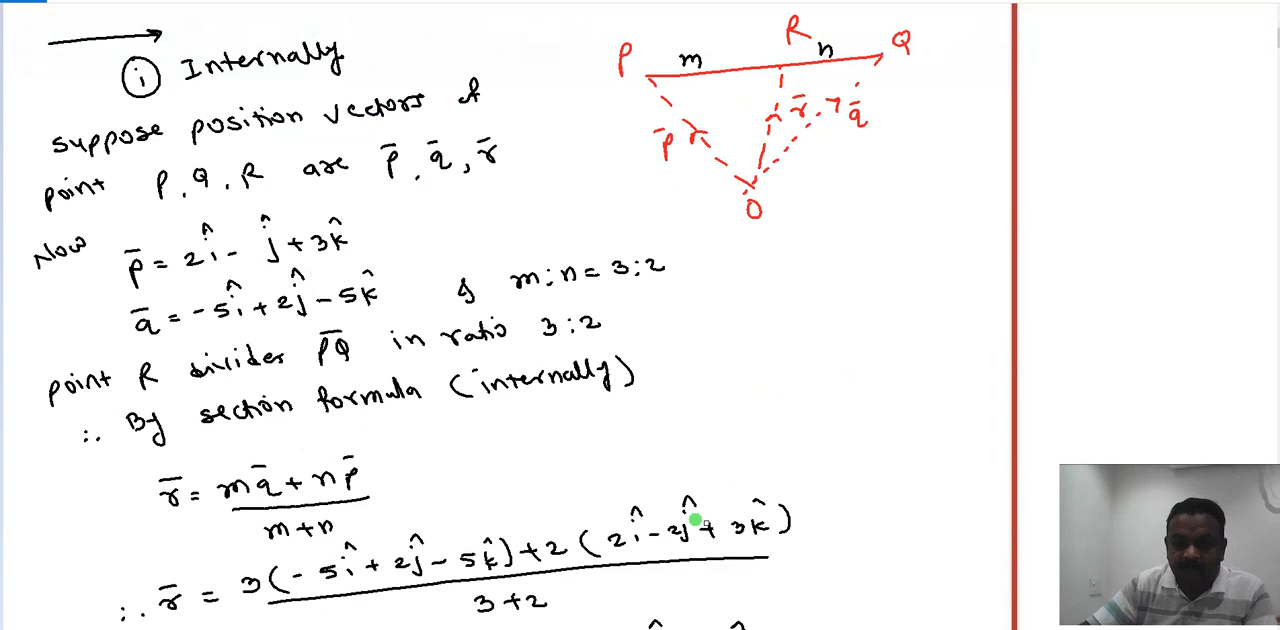 (i) Internally
P m R n Q
suppose position vectors of
p̄ r̄ q̄
point P, Q, R are p̄, q̄, r̄
O
Now p̄ = 2î - ĵ + 3k̂
q̄ = -5î + 2ĵ - 5k̂ & m:n = 3:2
point R divides P̄Q̄ in ratio 3:2
∴ By section formula (internally)
r̄ = (mq̄ + np̄) / (m+n)
∴ r̄ = (3(-5î + 2ĵ - 5k̂) + 2(2î - 2ĵ + 3k̂)) / (3+2)